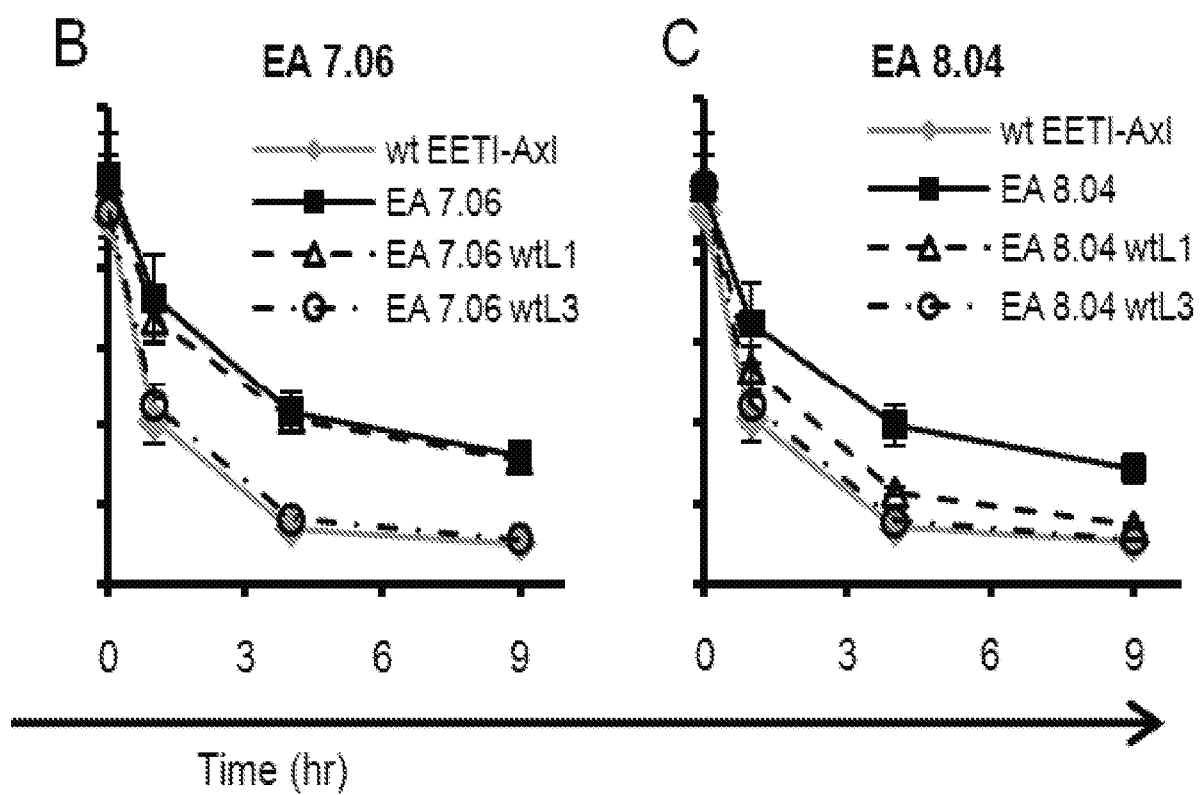 B
EA 7.06
wt EETI-Axl
EA 7.06
EA 7.06 wtL1
EA 7.06 wtL3
0 3 6 9
C
EA 8.04
wt EETI-Axl
EA 8.04
EA 8.04 wtL1
EA 8.04 wtL3
0 3 6 9
Time (hr)